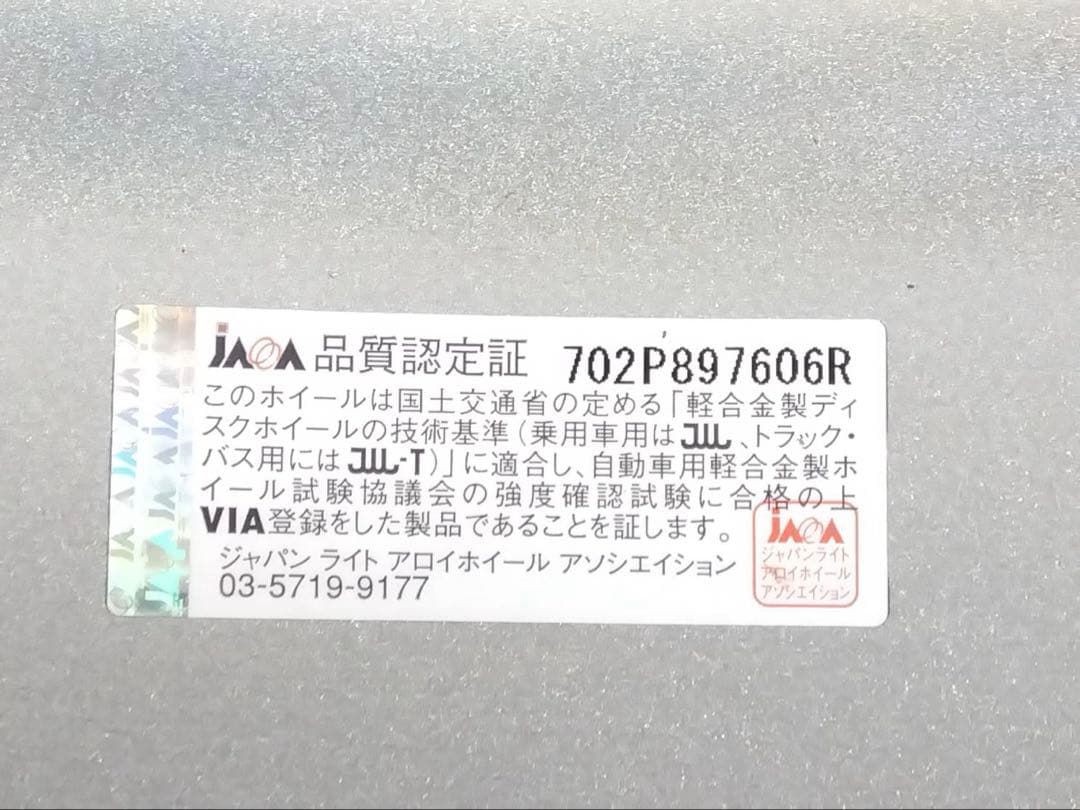 JAWA 品質認定証 702P897606R
このホイールは国土交通省の定める「軽合金製ディ
スクホイールの技術基準(乗用車用はJWL、トラック・
バス用にはJWL-T)」に適合し、自動車用軽合金製ホ
イール試験協議会の強度確認試験に合格の上
VIA登録をした製品であることを証します。
ジャパン ライト アロイホイール アソシエイション
03-5719-9177
JAWA
ジャパンライト
アロイホイール
アソシエイション